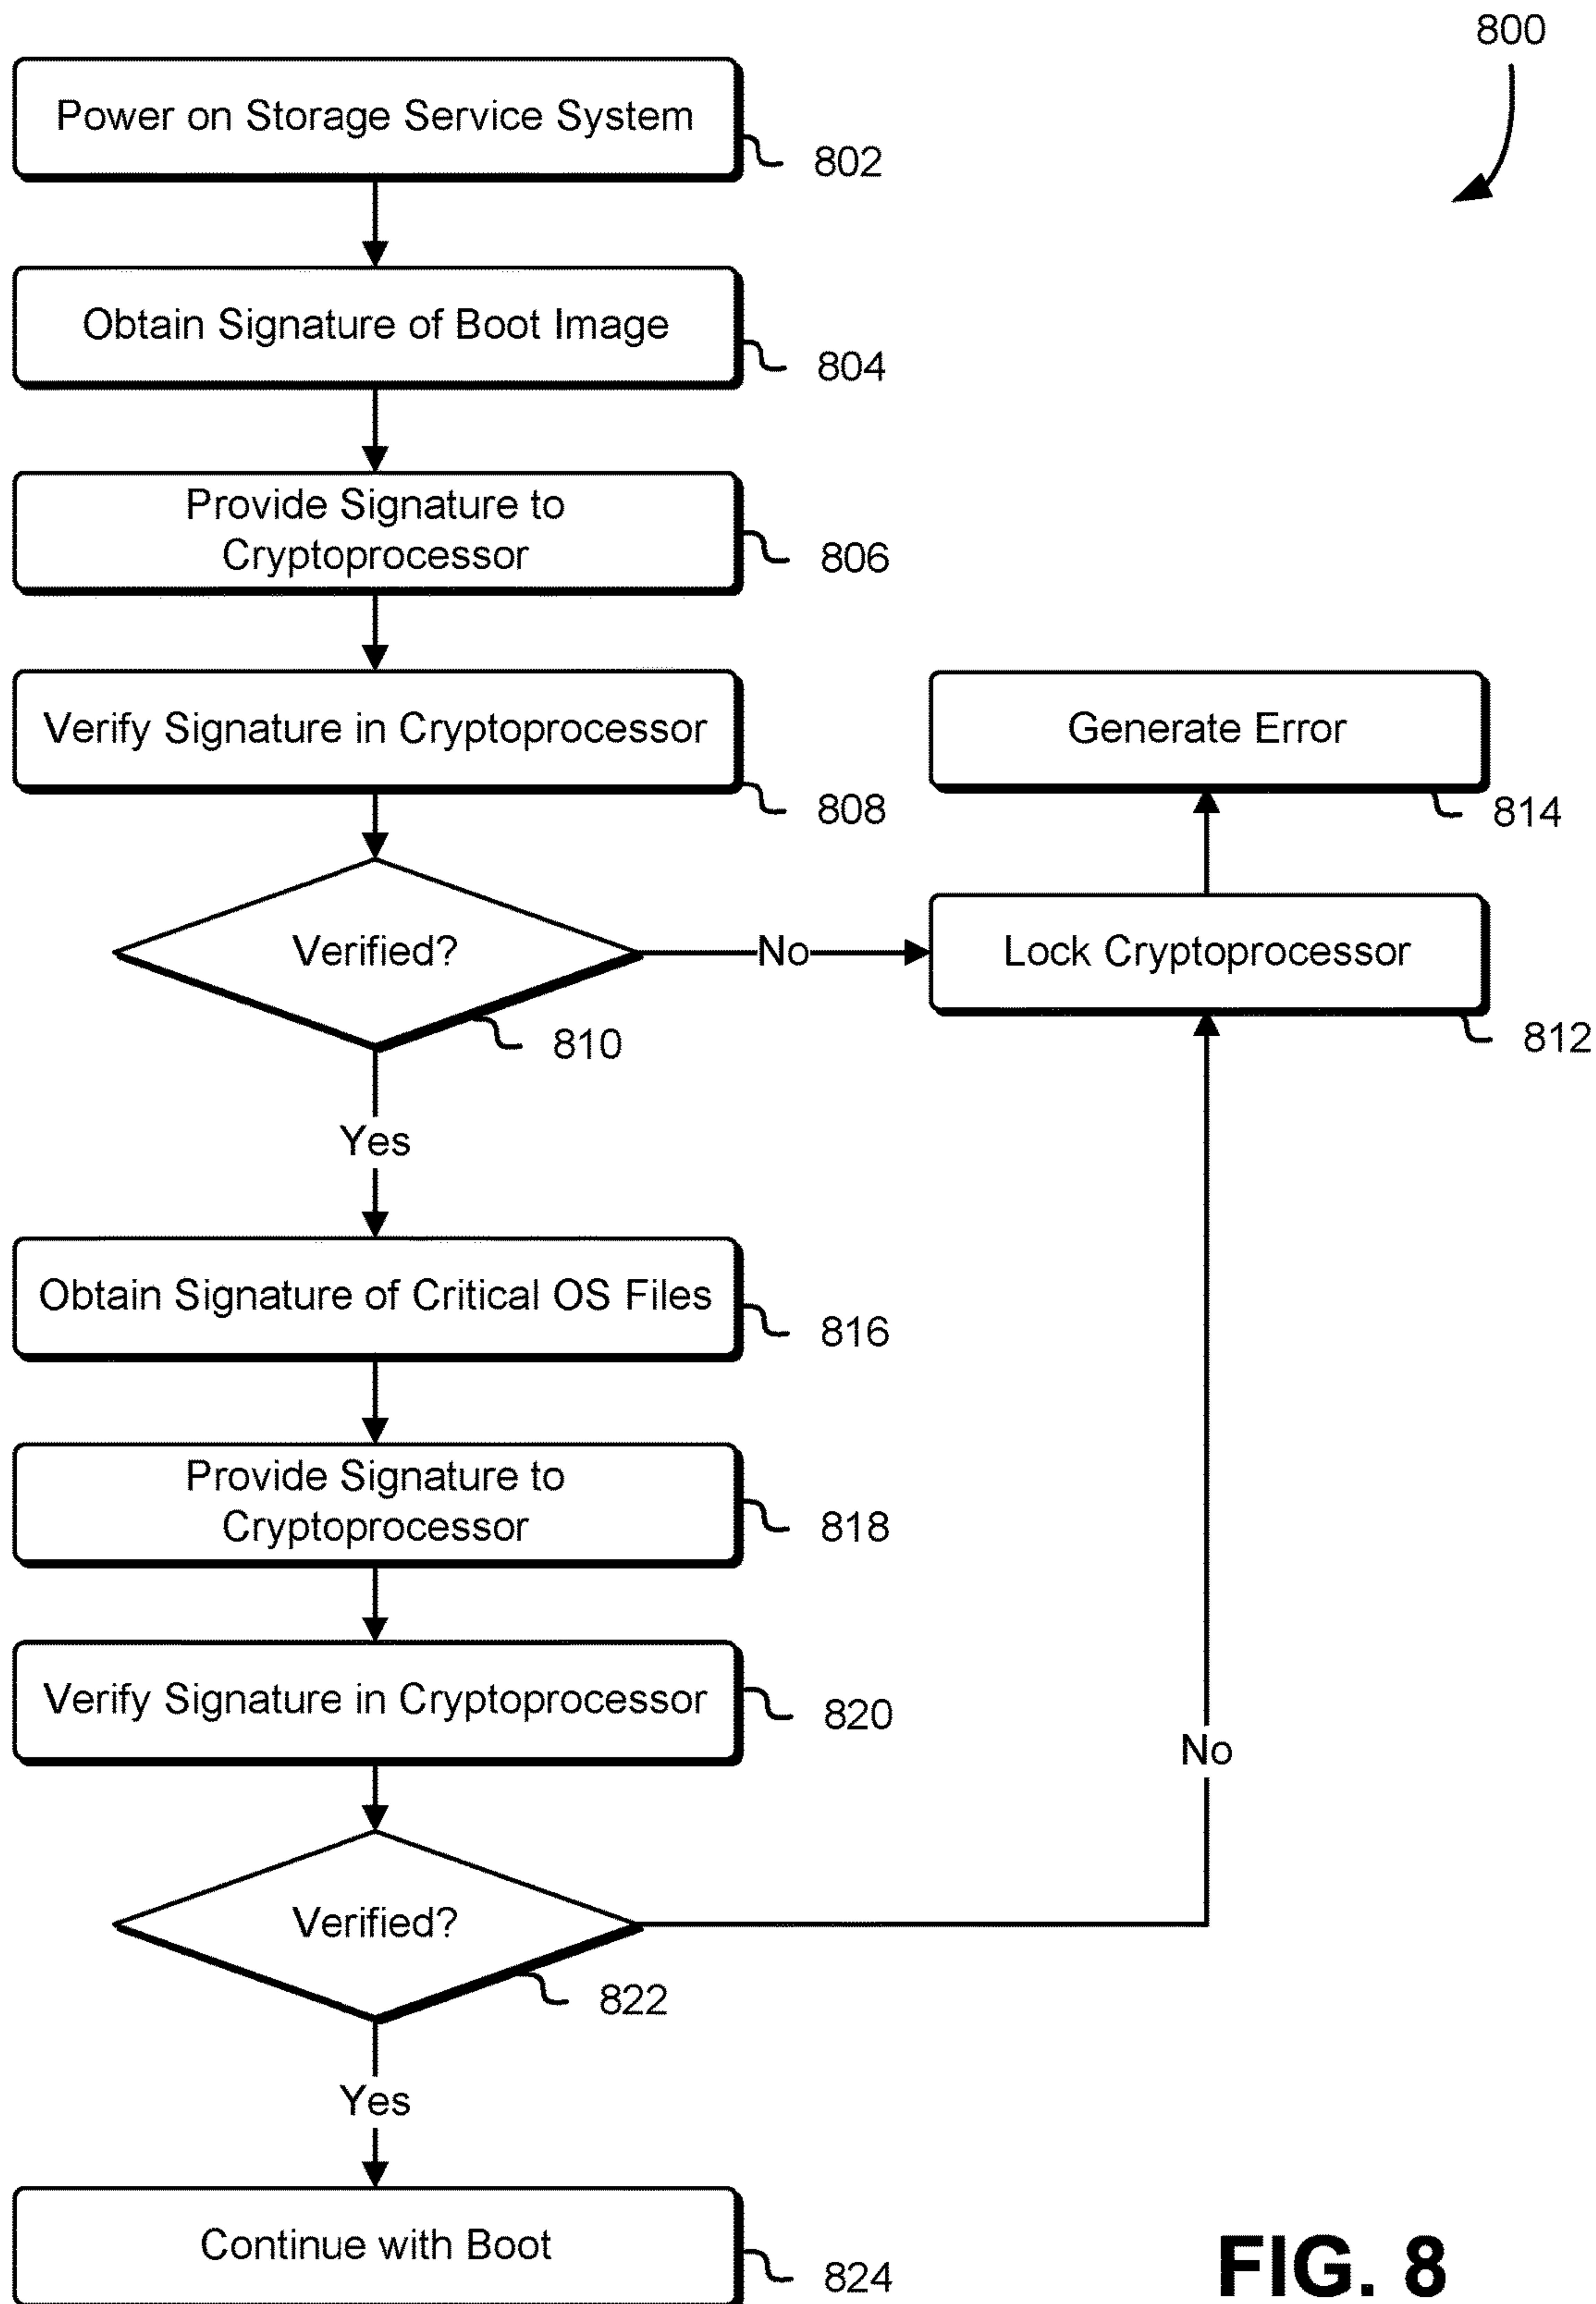 800
Power on Storage Service System
802
Obtain Signature of Boot Image
804
Provide Signature to
Cryptoprocessor
806
Verify Signature in Cryptoprocessor
808
Generate Error
814
Verified?
810
No
Lock Cryptoprocessor
812
Yes
Obtain Signature of Critical OS Files
816
Provide Signature to
Cryptoprocessor
818
Verify Signature in Cryptoprocessor
820
No
Verified?
822
Yes
Continue with Boot
824
FIG. 8